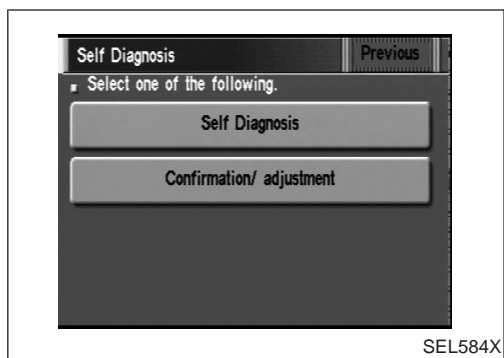 Self Diagnosis Previous
Select one of the following.
Self Diagnosis
Confirmation/ adjustment
SEL584X